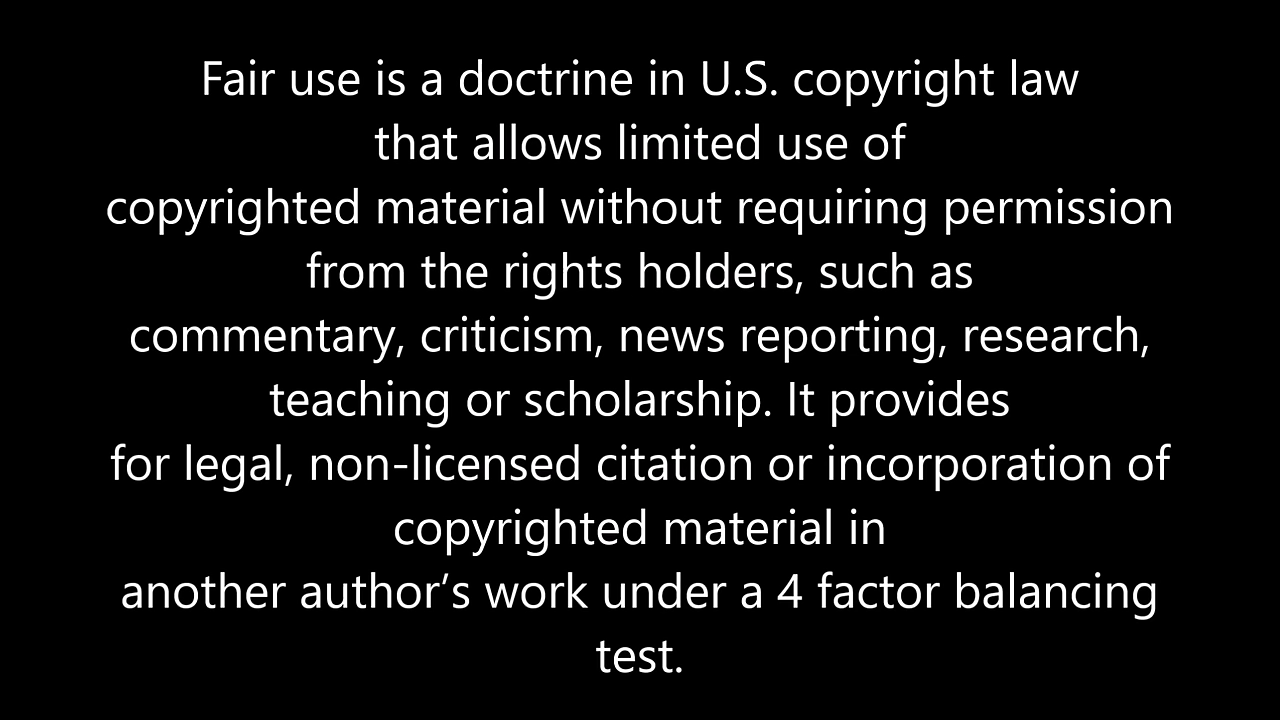 Fair use is a doctrine in U.S. copyright law
that allows limited use of
copyrighted material without requiring permission
from the rights holders, such as
commentary, criticism, news reporting, research,
teaching or scholarship. It provides
for legal, non-licensed citation or incorporation of
copyrighted material in
another author’s work under a 4 factor balancing
test.